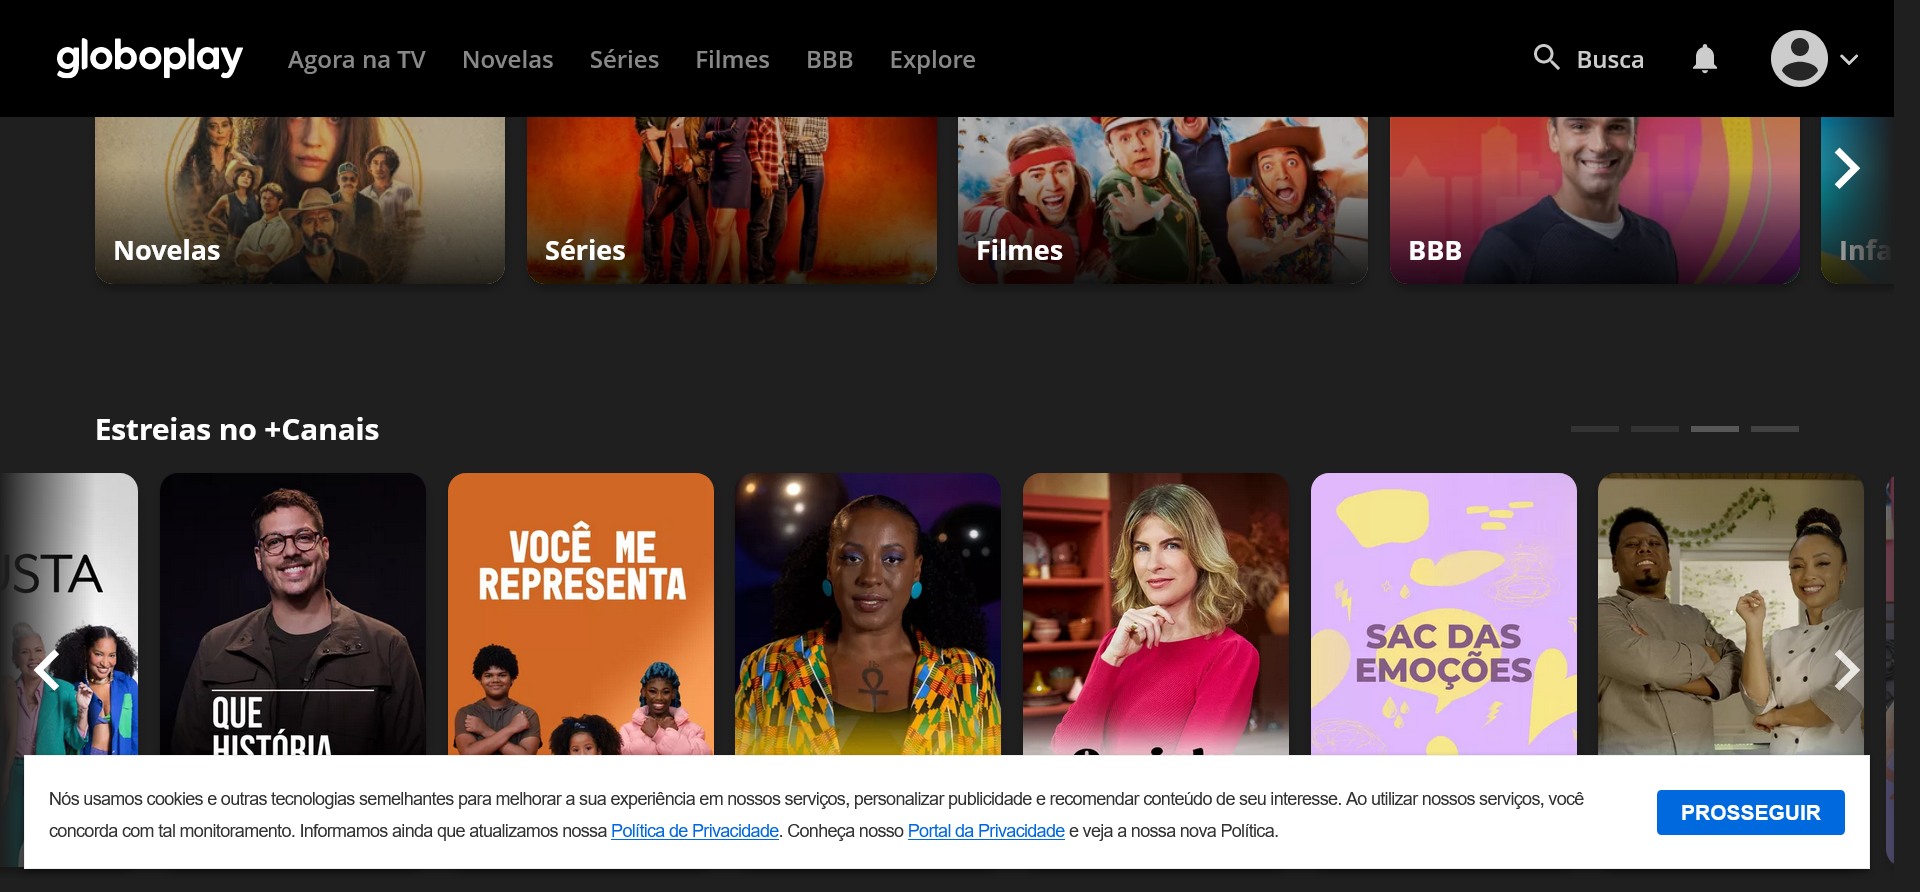 globoplay Agora na TV Novelas Séries Filmes BBB Explore Busca
Novelas
Séries
Filmes
BBB
Infa
Estreias no +Canais
USTA
QUE
HISTÓRIA
VOCÊ ME
REPRESENTA
SAC DAS
EMOÇÕES
Nós usamos cookies e outras tecnologias semelhantes para melhorar a sua experiência em nossos serviços, personalizar publicidade e recomendar conteúdo de seu interesse. Ao utilizar nossos serviços, você
concorda com tal monitoramento. Informamos ainda que atualizamos nossa Política de Privacidade. Conheça nosso Portal da Privacidade e veja a nossa nova Política.
PROSSEGUIR